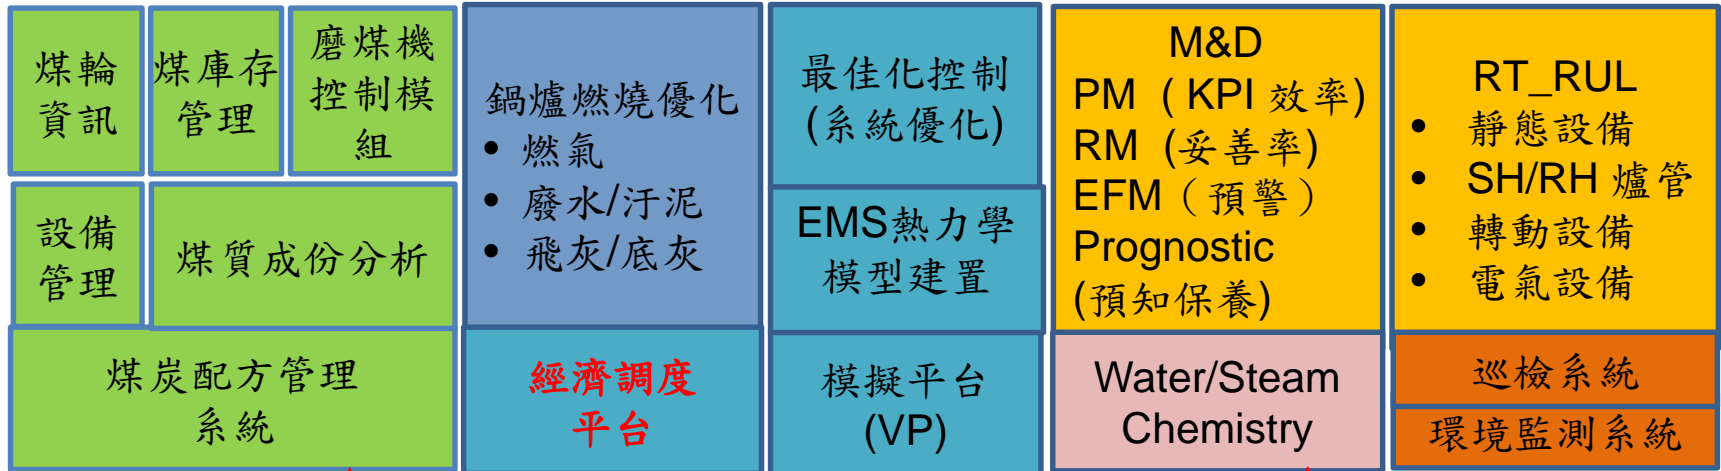 煤輪
資訊
煤庫存
管理
磨煤機
控制模
組
設備
管理
煤質成份分析
煤炭配方管理
系統
鍋爐燃燒優化
• 燃氣
• 廢水/汙泥
• 飛灰/底灰
經濟調度
平台
最佳化控制
(系統優化)
EMS熱力學
模型建置
模擬平台
(VP)
M&D
PM （ KPI 效率)
RM (妥善率)
EFM（預警）
Prognostic
(預知保養)
Water/Steam
Chemistry
RT_RUL
• 靜態設備
• SH/RH 爐管
• 轉動設備
• 電氣設備
巡檢系統
環境監測系統